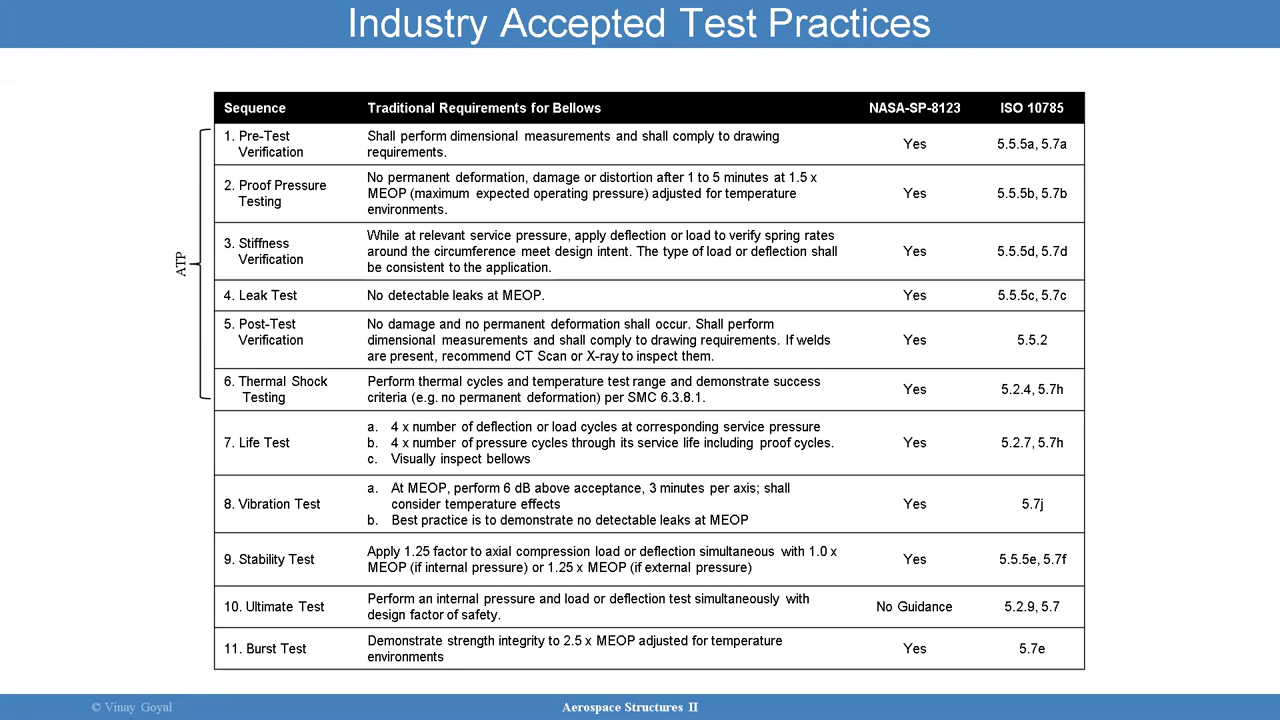 Industry Accepted Test Practices
Sequence Traditional Requirements for Bellows NASA-SP-8123 ISO 10785
ATP
1. Pre-Test
Verification
Shall perform dimensional measurements and shall comply to drawing
requirements.
Yes
5.5.5a, 5.7a
2. Proof Pressure
Testing
No permanent deformation, damage or distortion after 1 to 5 minutes at 1.5 x
MEOP (maximum expected operating pressure) adjusted for temperature
environments.
Yes
5.5.5b, 5.7b
3. Stiffness
Verification
While at relevant service pressure, apply deflection or load to verify spring rates
around the circumference meet design intent. The type of load or deflection shall
be consistent to the application.
Yes
5.5.5d, 5.7d
4. Leak Test
No detectable leaks at MEOP.
Yes
5.5.5c, 5.7c
5. Post-Test
Verification
No damage and no permanent deformation shall occur. Shall perform
dimensional measurements and shall comply to drawing requirements. If welds
are present, recommend CT Scan or X-ray to inspect them.
Yes
5.5.2
6. Thermal Shock
Testing
Perform thermal cycles and temperature test range and demonstrate success
criteria (e.g. no permanent deformation) per SMC 6.3.8.1.
Yes
5.2.4, 5.7h
7. Life Test
a. 4 x number of deflection or load cycles at corresponding service pressure
b. 4 x number of pressure cycles through its service life including proof cycles.
c. Visually inspect bellows
Yes
5.2.7, 5.7h
8. Vibration Test
a. At MEOP, perform 6 dB above acceptance, 3 minutes per axis; shall
consider temperature effects
b. Best practice is to demonstrate no detectable leaks at MEOP
Yes
5.7j
9. Stability Test
Apply 1.25 factor to axial compression load or deflection simultaneous with 1.0 x
MEOP (if internal pressure) or 1.25 x MEOP (if external pressure)
Yes
5.5.5e, 5.7f
10. Ultimate Test
Perform an internal pressure and load or deflection test simultaneously with
design factor of safety.
No Guidance
5.2.9, 5.7
11. Burst Test
Demonstrate strength integrity to 2.5 x MEOP adjusted for temperature
environments
Yes
5.7e
© Vinay Goyal
Aerospace Structures II